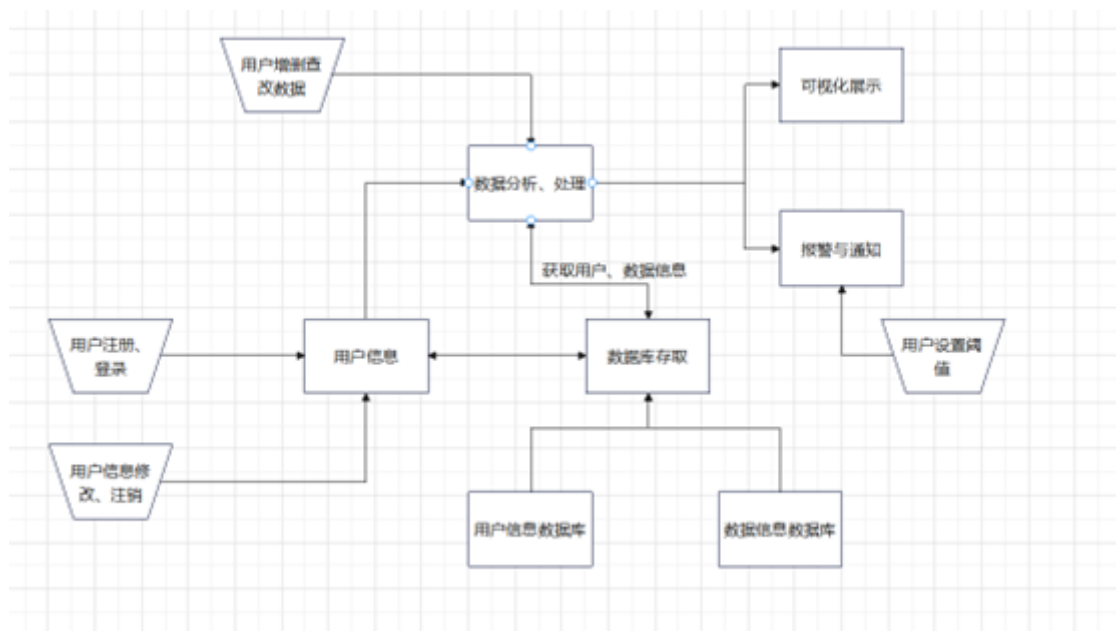 用户增删查
改数据
可视化展示
数据分析、处理
报警与通知
获取用户、数据信息
用户注册、
登录
用户信息
数据库存取
用户设置阈
值
用户信息修
改、注销
用户信息数据库
数据信息数据库